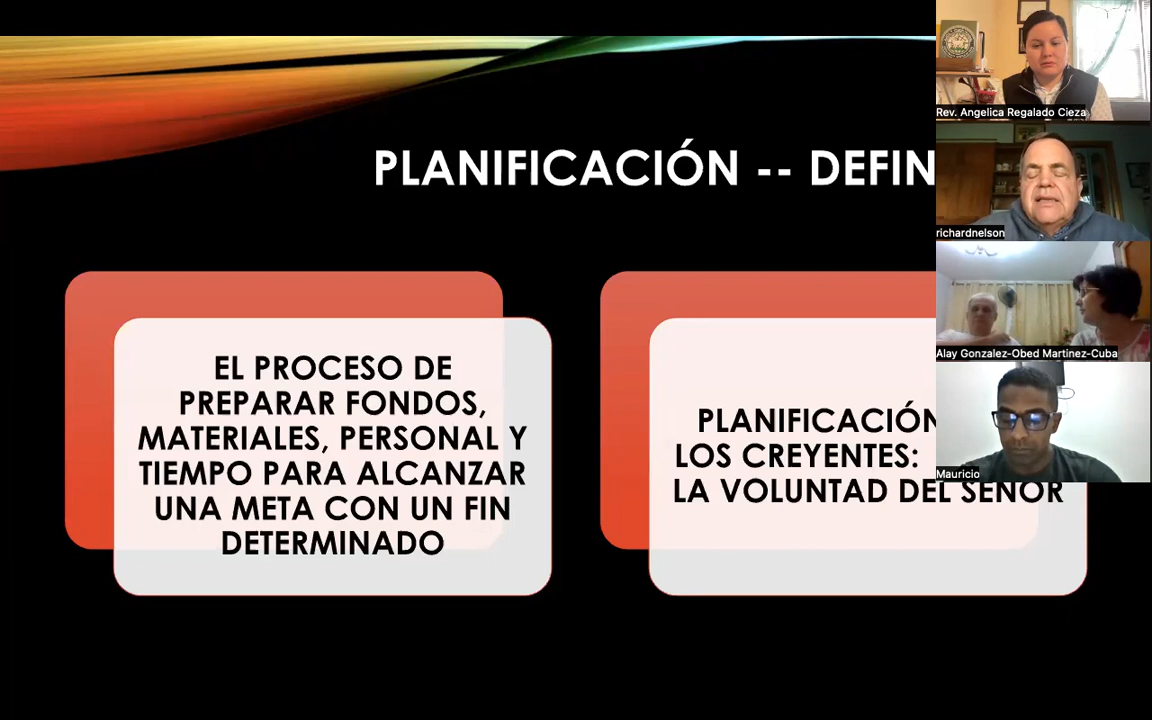 PLANIFICACIÓN -- DEFIN
EL PROCESO DE
PREPARAR FONDOS,
MATERIALES, PERSONAL Y
TIEMPO PARA ALCANZAR
UNA META CON UN FIN
DETERMINADO
PLANIFICACIÓN
LOS CREYENTES:
LA VOLUNTAD DEL SEÑOR
Rev. Angelica Regalado Cieza
richardnelson
Alay Gonzalez-Obed Martinez-Cuba
Mauricio